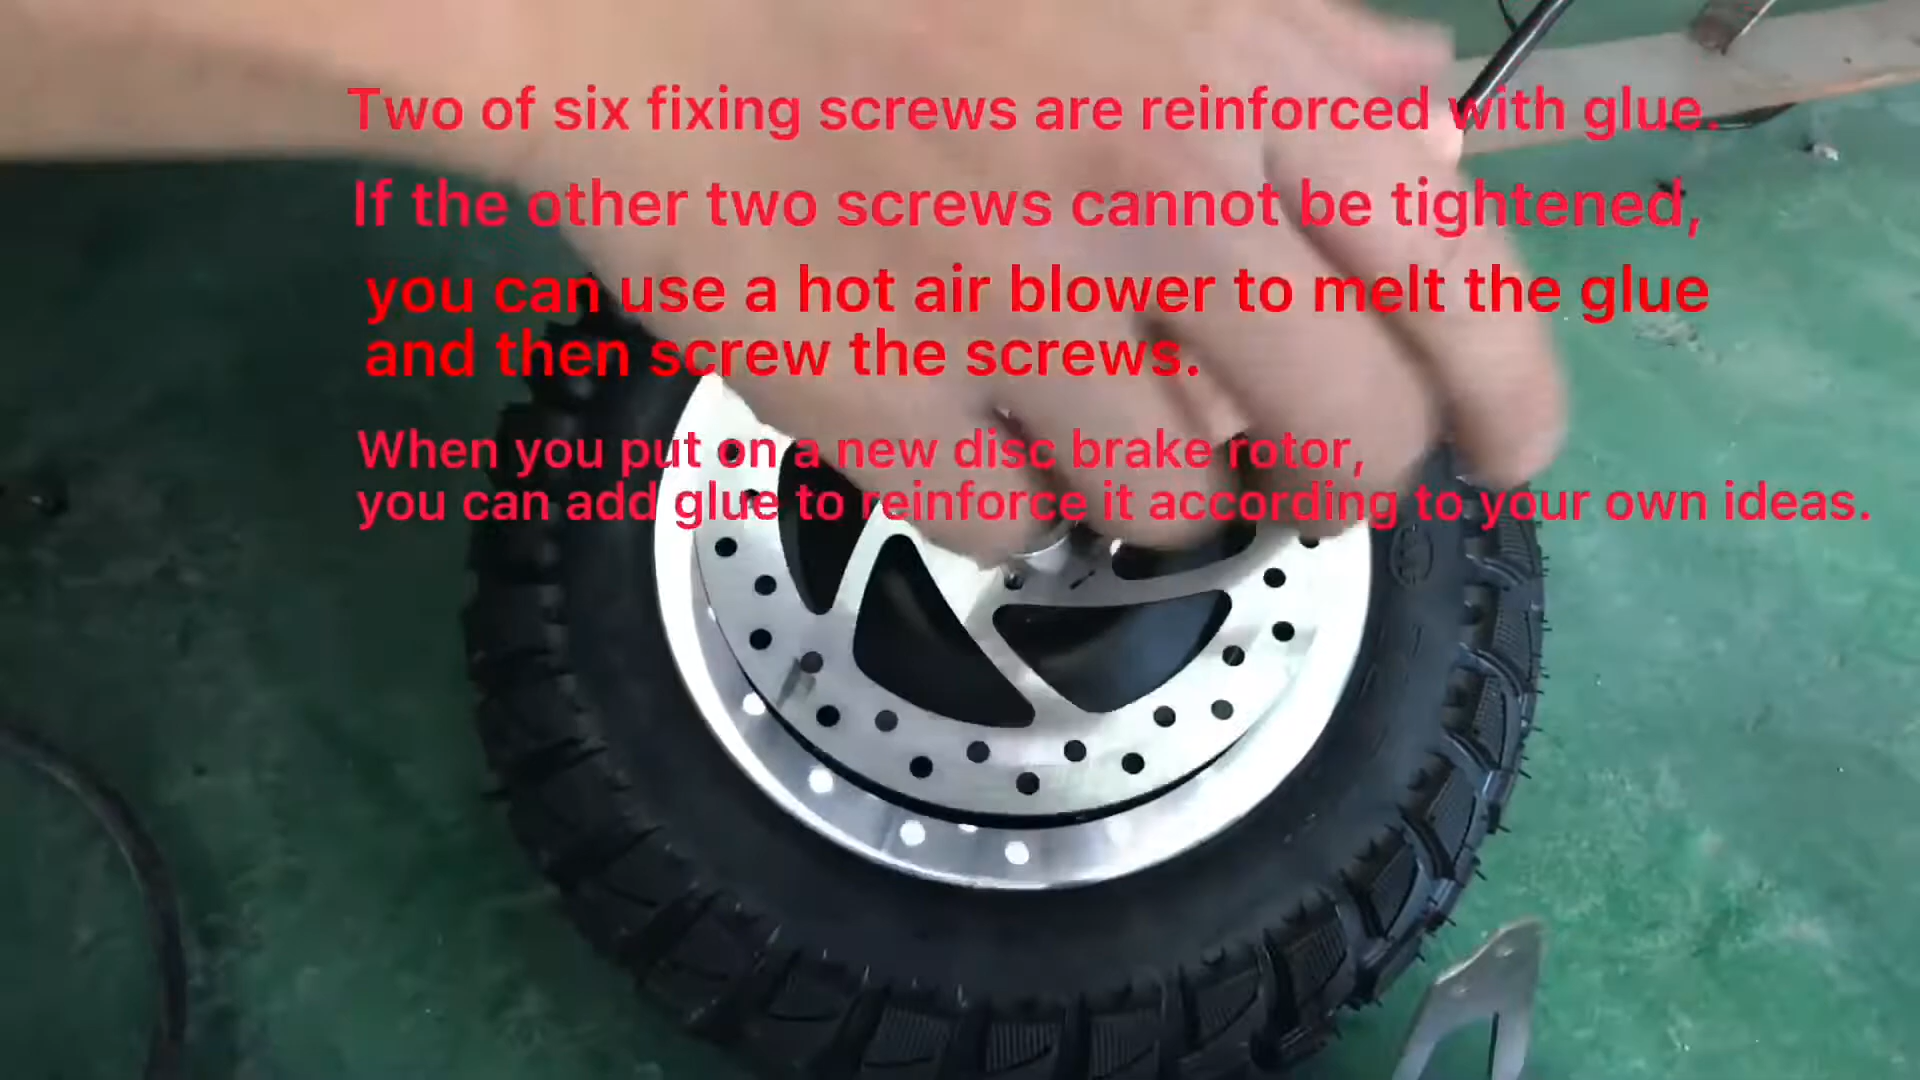 Two of six fixing screws are reinforced with glue.
If the other two screws cannot be tightened,
you can use a hot air blower to melt the glue
and then screw the screws.
When you put on a new disc brake rotor,
you can add glue to reinforce it according to your own ideas.